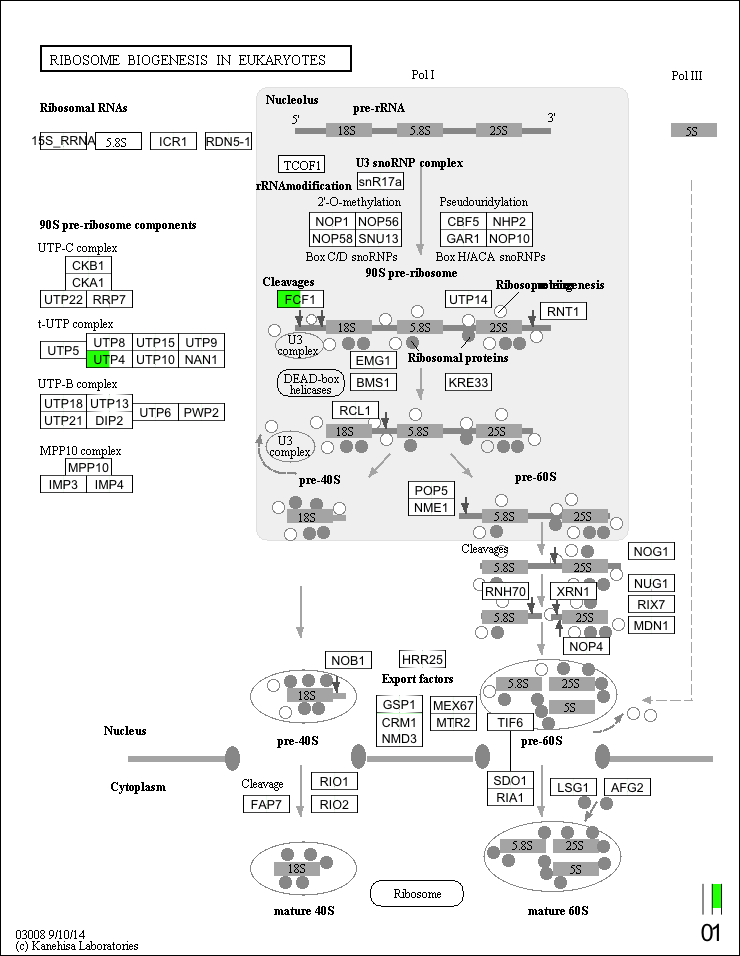 RIBOSOME BIOGENESIS IN EUKARYOTES
Pol I
Pol III
Ribosomal RNAs
15S_RRNA 5.8S ICR1 RDN5-1
Nucleolus
pre-rRNA
5' 3'
18S 5.8S 25S
5S
TCOF1
U3 snoRNP complex
snR17a
rRNAmodification
2'-O-methylation
Pseudouridylation
NOP1 NOP56
NOP58 SNU13
CBF5 NHP2
GAR1 NOP10
Box C/D snoRNPs
Box H/ACA snoRNPs
90S pre-ribosome components
UTP-C complex
CKB1
CKA1
UTP22 RRP7
t-UTP complex
UTP5
UTP8 UTP15 UTP9
UTP4 UTP10 NAN1
UTP-B complex
UTP18 UTP13
UTP21 DIP2
UTP6 PWP2
MPP10 complex
MPP10
IMP3 IMP4
90S pre-ribosome
Cleavages
FCF1
UTP14
RNT1
18S 5.8S 25S
U3
complex
Ribosomal proteins
EMG1
BMS1
KRE33
DEAD-box
helicases
RCL1
18S 5.8S 25S
U3
complex
pre-40S
pre-60S
18S
POP5
NME1
5.8S 25S
Cleavages
5.8S 25S
NOG1
NUG1
RIX7
MDN1
RNH70 XRN1
5.8S 25S
NOP4
NOB1
HRR25
Export factors
GSP1
CRM1
NMD3
MEX67
MTR2
18S
5.8S 25S
5S
TIF6
pre-40S
pre-60S
Nucleus
Cytoplasm
Cleavage
FAP7
RIO1
RIO2
SDO1
RIA1
LSG1 AFG2
18S
5.8S 25S
5S
Ribosome
mature 40S
mature 60S
03008 9/10/14
(c) Kanehisa Laboratories
01